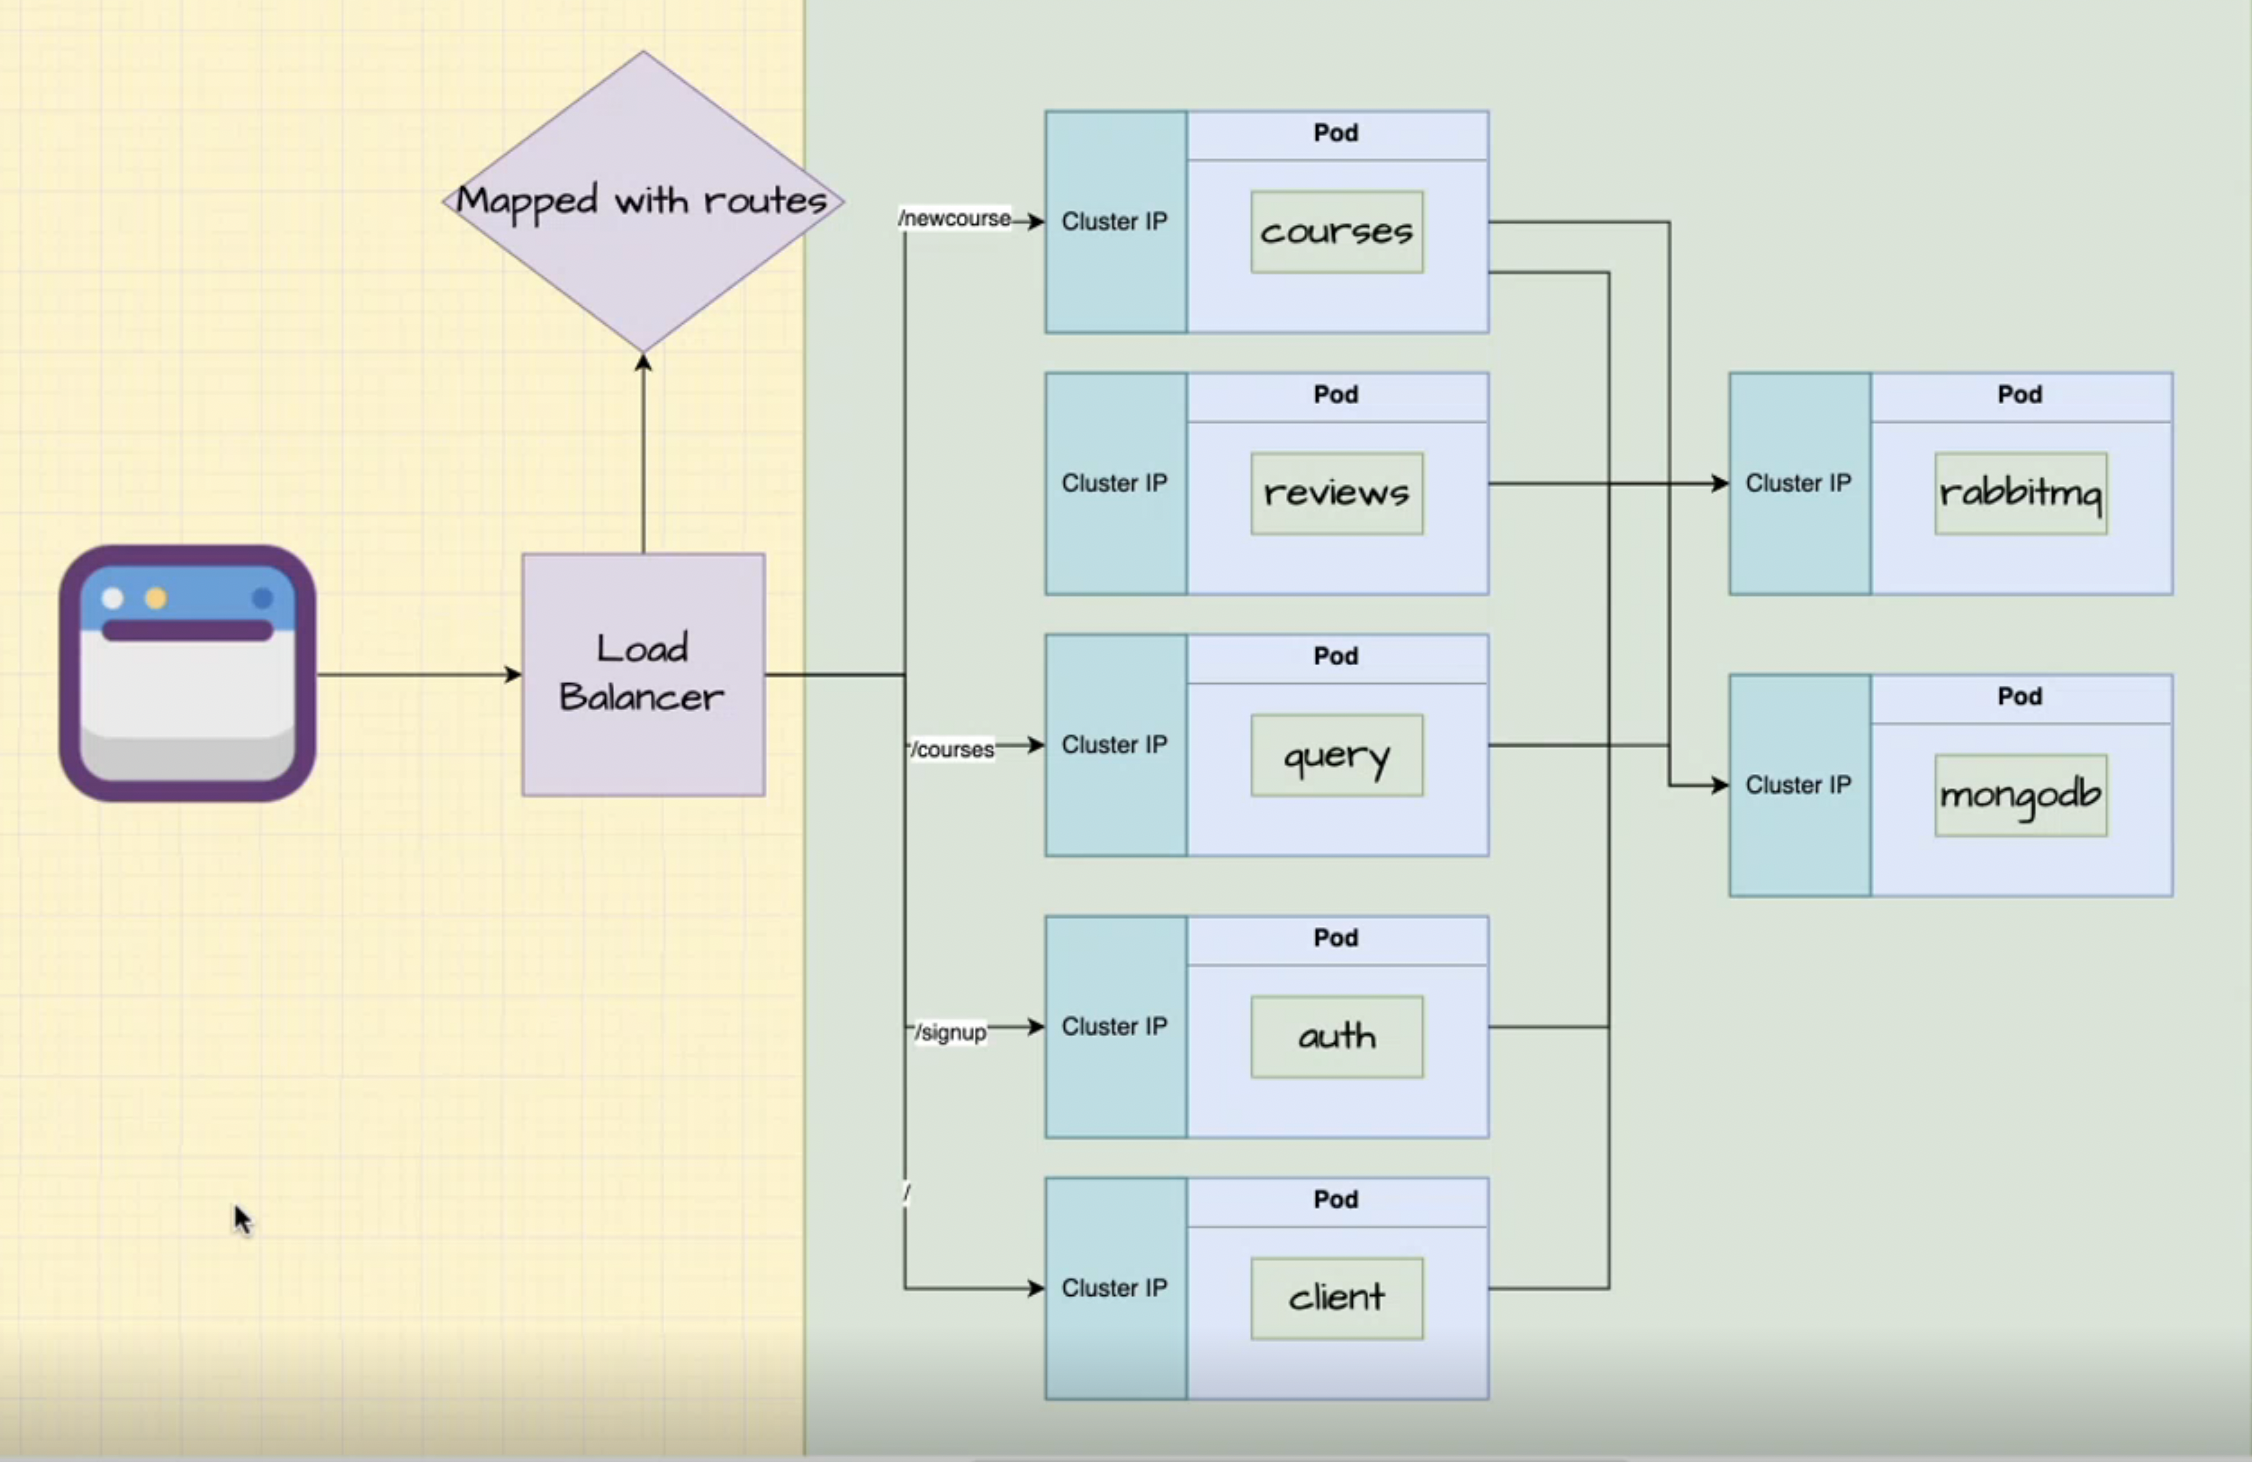 Mapped with routes
Load
Balancer
/newcourse
/courses
/signup
/
Cluster IP
Pod
courses
Cluster IP
Pod
reviews
Cluster IP
Pod
query
Cluster IP
Pod
auth
Cluster IP
Pod
client
Cluster IP
Pod
rabbitmq
Cluster IP
Pod
mongodb